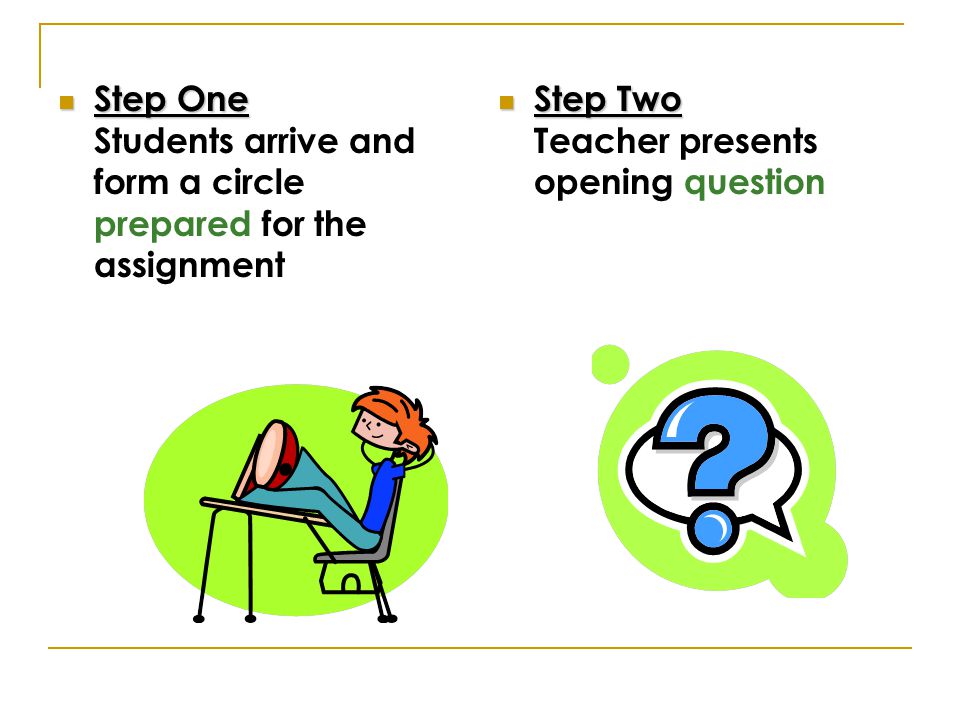 Step One
Students arrive and
form a circle
prepared for the
assignment
Step Two
Teacher presents
opening question
?